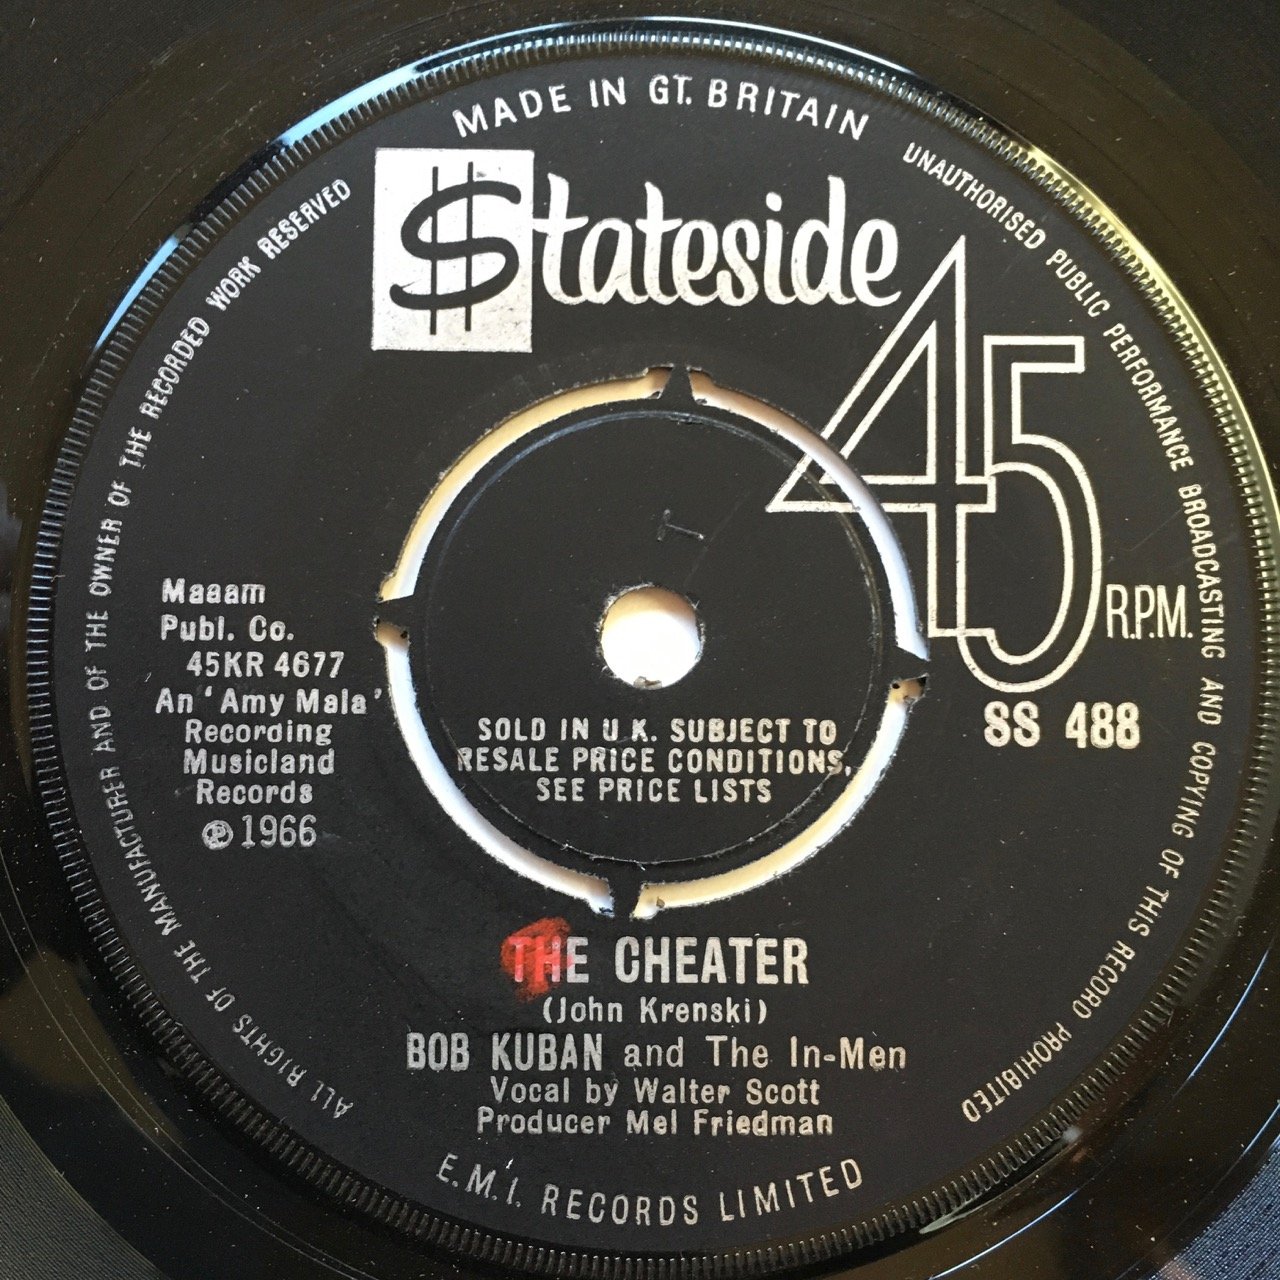 MADE IN GT. BRITAIN
Stateside
45
R.P.M.
SS 488
UNAUTHORISED PUBLIC PERFORMANCE BROADCASTING AND COPYING OF THIS RECORD PROHIBITED
ALL RIGHTS OF THE MANUFACTURER AND OF THE OWNER OF THE RECORDED WORK RESERVED
T
Maaam
Publ. Co.
45KR 4677
An 'Amy Mala'
Recording
Musicland
Records
℗ 1966
SOLD IN U K. SUBJECT TO
RESALE PRICE CONDITIONS,
SEE PRICE LISTS
THE CHEATER
(John Krenski)
BOB KUBAN and The In-Men
Vocal by Walter Scott
Producer Mel Friedman
E.M.I. RECORDS LIMITED